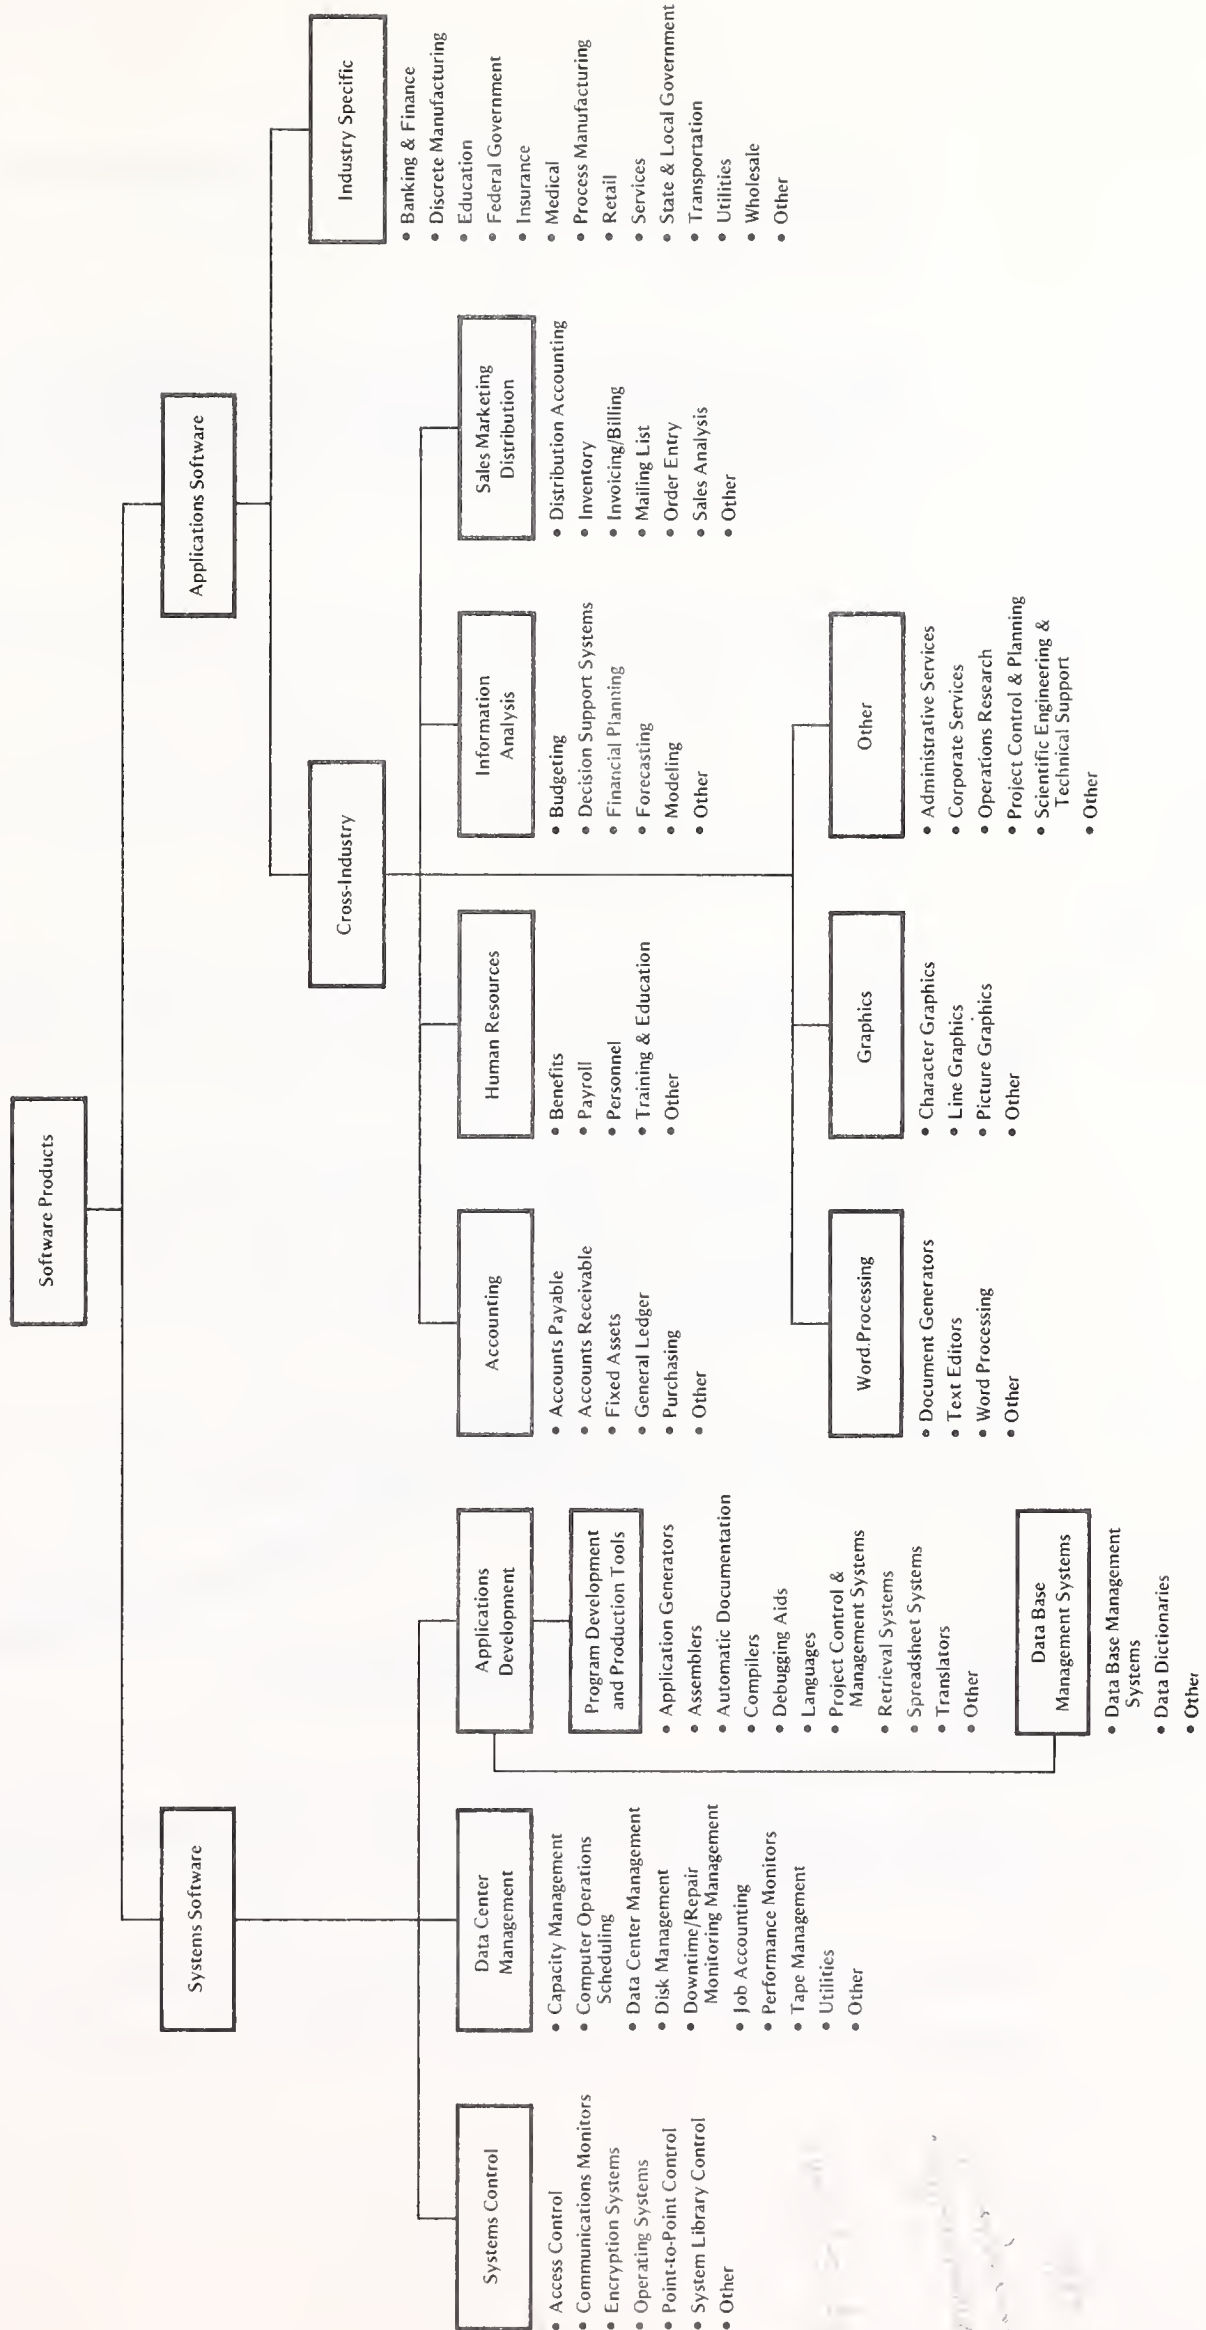 Software Products
Systems Software
Applications Software
Systems Control
• Access Control
• Communications Monitors
• Encryption Systems
• Operating Systems
• Point-to-Point Control
• System Library Control
• Other
Data Center
Management
• Capacity Management
• Computer Operations
Scheduling
• Data Center Management
• Disk Management
• Downtime/Repair
Monitoring Management
• Job Accounting
• Performance Monitors
• Tape Management
• Utilities
• Other
Applications
Development
Program Development
and Production Tools
• Application Generators
• Assemblers
• Automatic Documentation
• Compilers
• Debugging Aids
• Languages
• Project Control &
Management Systems
• Retrieval Systems
• Spreadsheet Systems
• Translators
• Other
Data Base
Management Systems
• Data Base Management
Systems
• Data Dictionaries
• Other
Cross-Industry
Accounting
• Accounts Payable
• Accounts Receivable
• Fixed Assets
• General Ledger
• Purchasing
• Other
Human Resources
• Benefits
• Payroll
• Personnel
• Training & Education
• Other
Information
Analysis
• Budgeting
• Decision Support Systems
• Financial Planning
• Forecasting
• Modeling
• Other
Sales Marketing
Distribution
• Distribution Accounting
• Inventory
• Invoicing/Billing
• Mailing List
• Order Entry
• Sales Analysis
• Other
Word.Processing
• Document Generators
• Text Editors
• Word Processing
• Other
Graphics
• Character Graphics
• Line Graphics
• Picture Graphics
• Other
Other
• Administrative Services
• Corporate Services
• Operations Research
• Project Control & Planning
• Scientific Engineering &
Technical Support
• Other
Industry Specific
• Banking & Finance
• Discrete Manufacturing
• Education
• Federal Government
• Insurance
• Medical
• Process Manufacturing
• Retail
• Services
• State & Local Government
• Transportation
• Utilities
• Wholesale
• Other